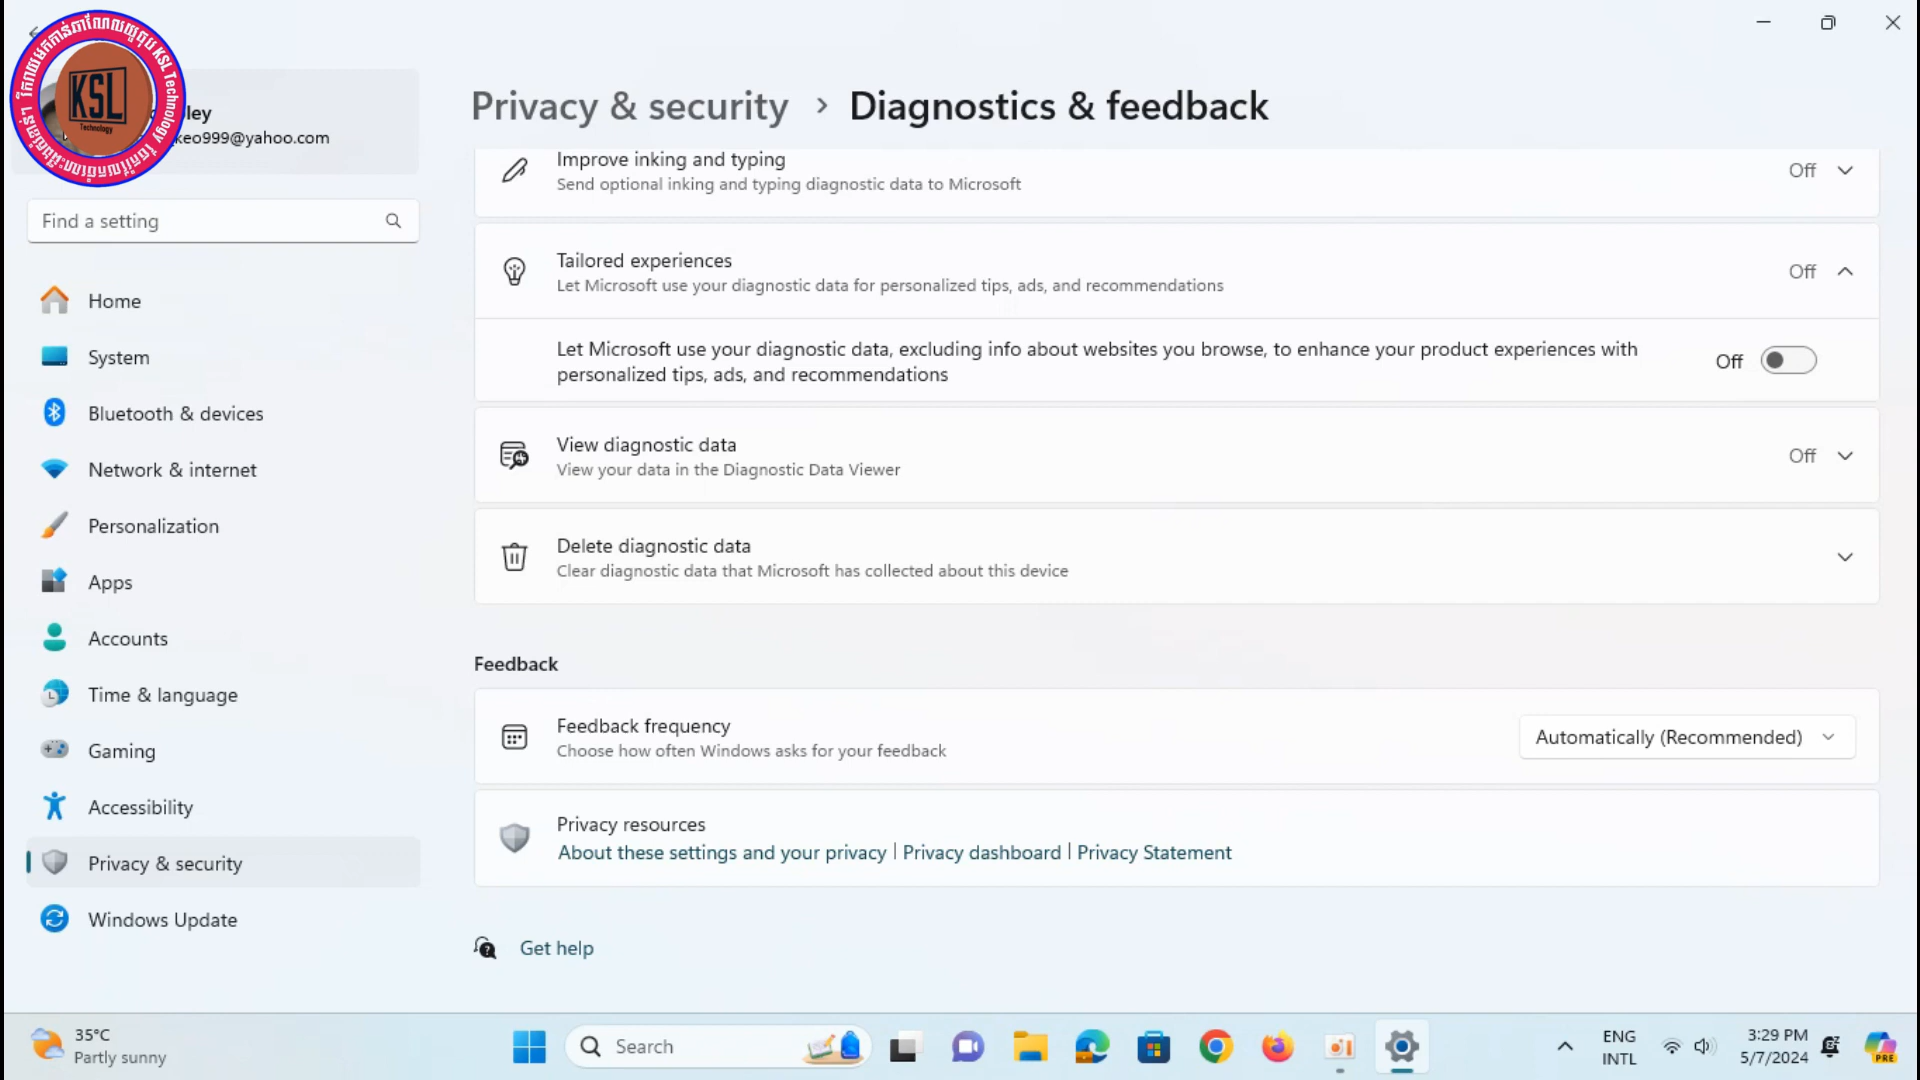 KSL
Technology
KSL Technology
ley
keo999@yahoo.com
Find a setting
Home
System
Bluetooth & devices
Network & internet
Personalization
Apps
Accounts
Time & language
Gaming
Accessibility
Privacy & security
Windows Update
Privacy & security > Diagnostics & feedback
Improve inking and typing
Send optional inking and typing diagnostic data to Microsoft
Off
Tailored experiences
Let Microsoft use your diagnostic data for personalized tips, ads, and recommendations
Off
Let Microsoft use your diagnostic data, excluding info about websites you browse, to enhance your product experiences with
personalized tips, ads, and recommendations
Off
View diagnostic data
View your data in the Diagnostic Data Viewer
Off
Delete diagnostic data
Clear diagnostic data that Microsoft has collected about this device
Feedback
Feedback frequency
Choose how often Windows asks for your feedback
Automatically (Recommended)
Privacy resources
About these settings and your privacy | Privacy dashboard | Privacy Statement
Get help
35°C
Partly sunny
Search
ENG
INTL
3:29 PM
5/7/2024
PRE